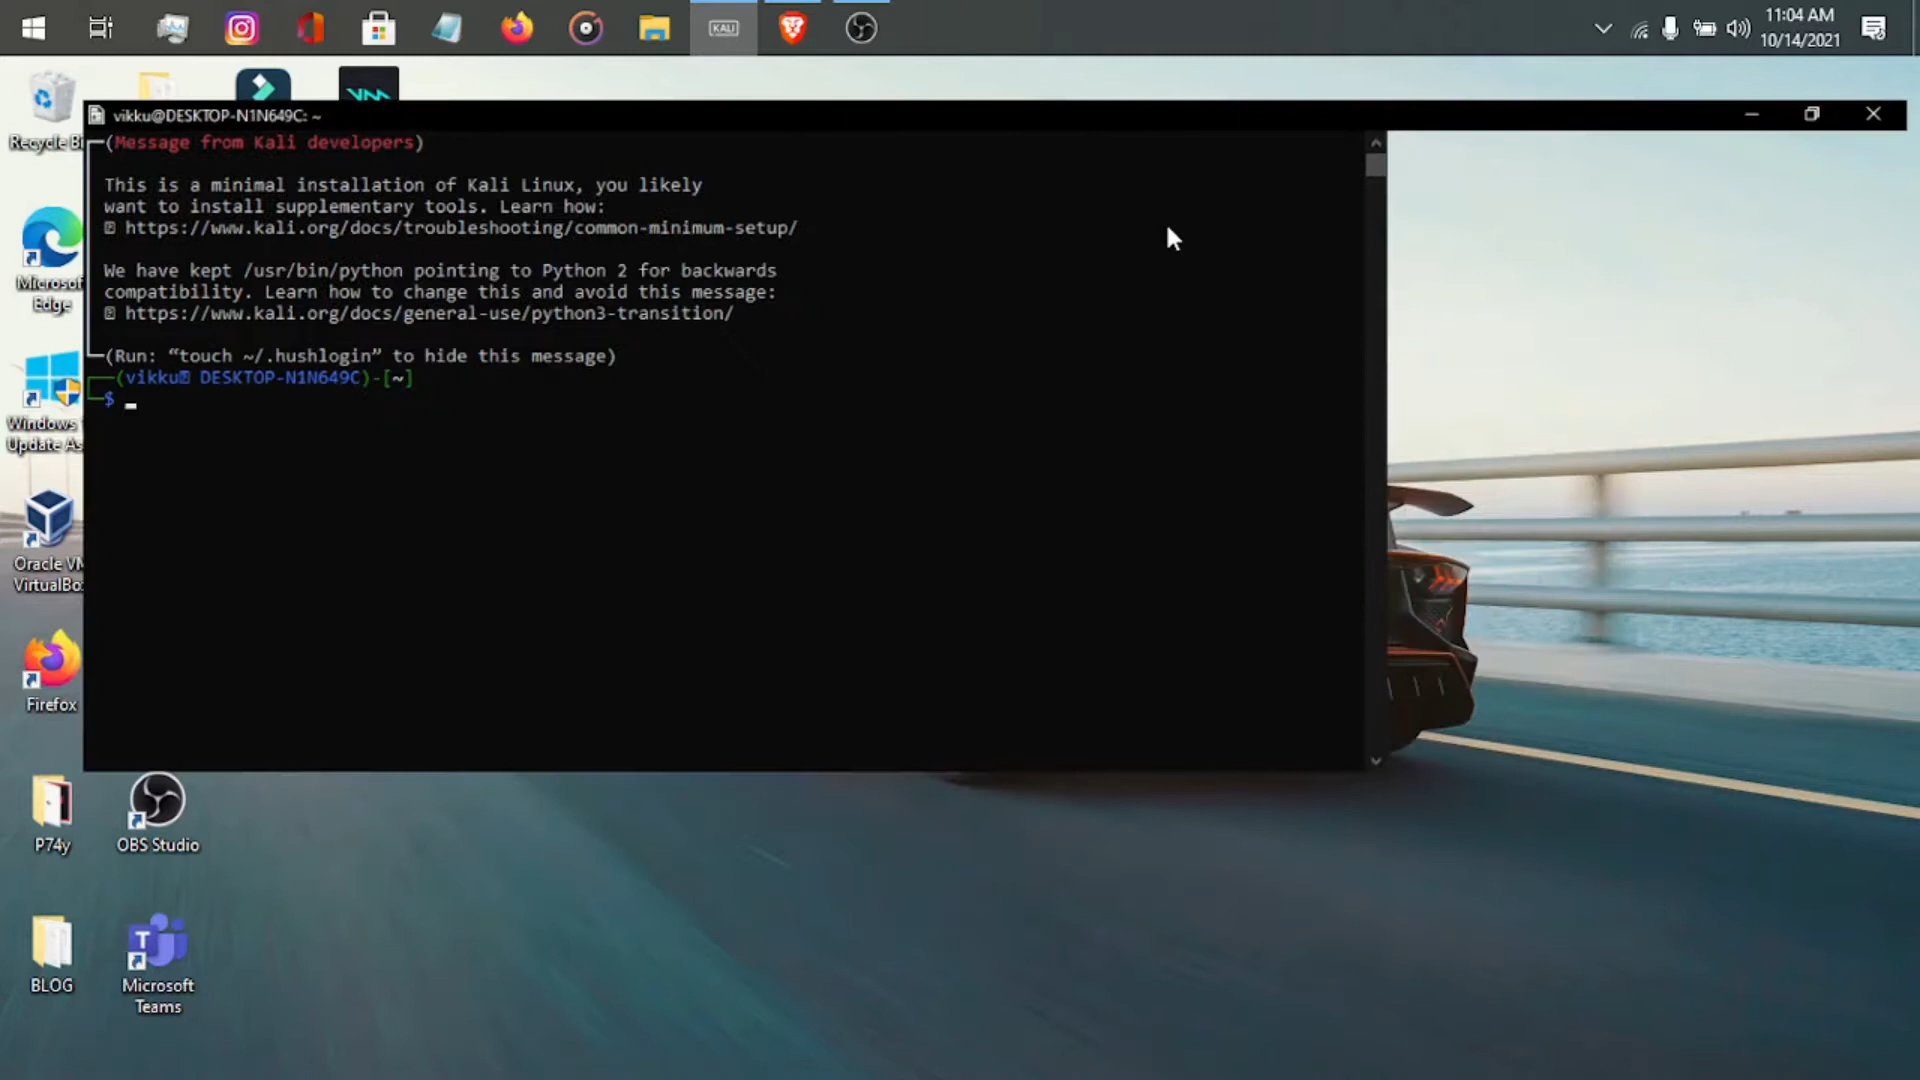 KALI
11:04 AM
10/14/2021
VM
Recycle Bi
vikku@DESKTOP-N1N649C: ~
(Message from Kali developers)
This is a minimal installation of Kali Linux, you likely
want to install supplementary tools. Learn how:
https://www.kali.org/docs/troubleshooting/common-minimum-setup/
We have kept /usr/bin/python pointing to Python 2 for backwards
compatibility. Learn how to change this and avoid this message:
https://www.kali.org/docs/general-use/python3-transition/
(Run: “touch ~/.hushlogin” to hide this message)
(vikku DESKTOP-N1N649C)-[~]
$
Microsof
Edge
Windows
Update As
Oracle VM
VirtualBo
Firefox
P74y
OBS Studio
BLOG
Microsoft
Teams